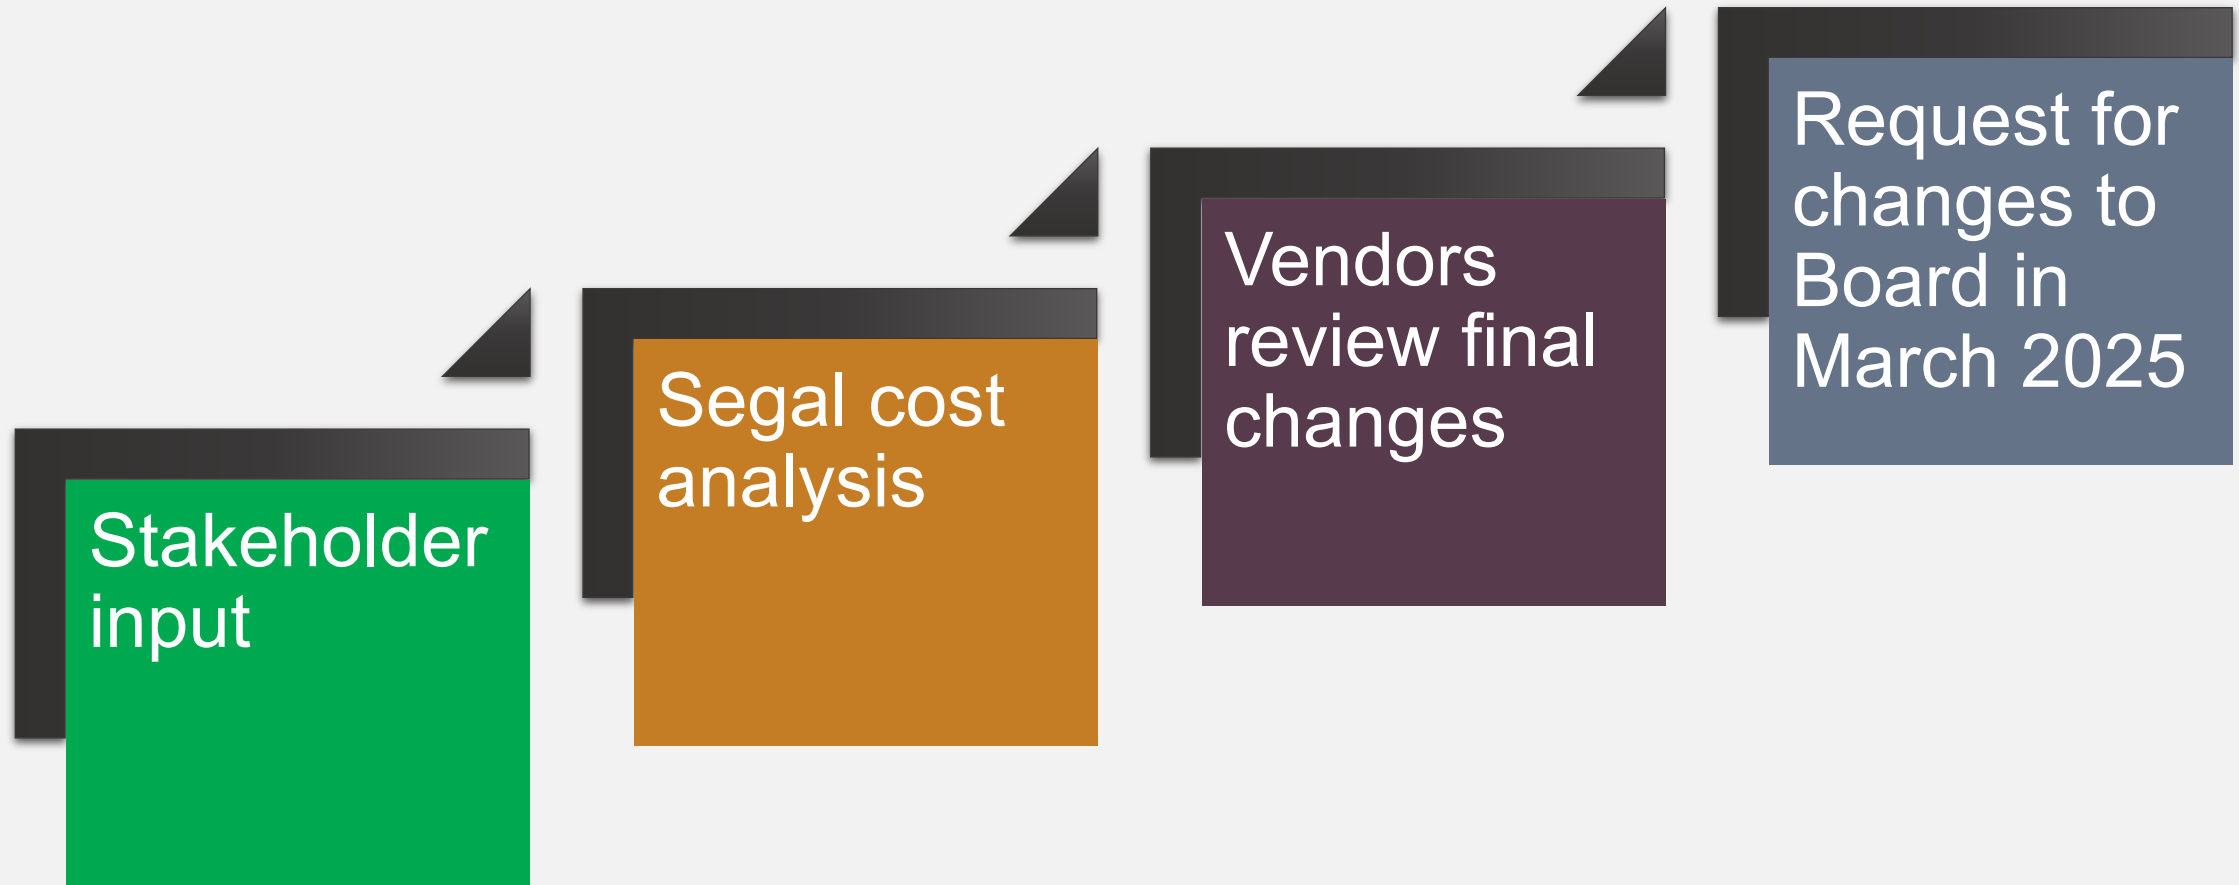 Stakeholder
input
Segal cost
analysis
Vendors
review final
changes
Request for
changes to
Board in
March 2025